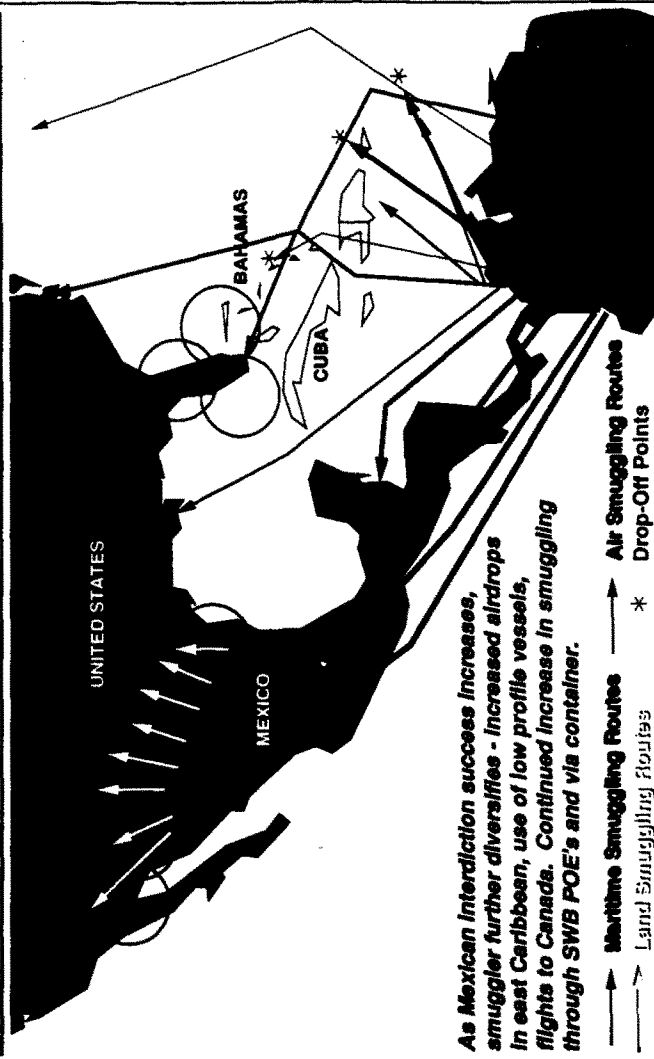 UNITED STATES
MEXICO
CUBA
BAHAMAS
As Mexican interdiction success increases,
smuggler further diversifies - increased airdrops
in east Caribbean, use of low profile vessels,
flights to Canada. Continued increase in smuggling
through SWB POE's and via container.
Maritime Smuggling Routes
Air Smuggling Routes
Land Smuggling Routes
* Drop-Off Points